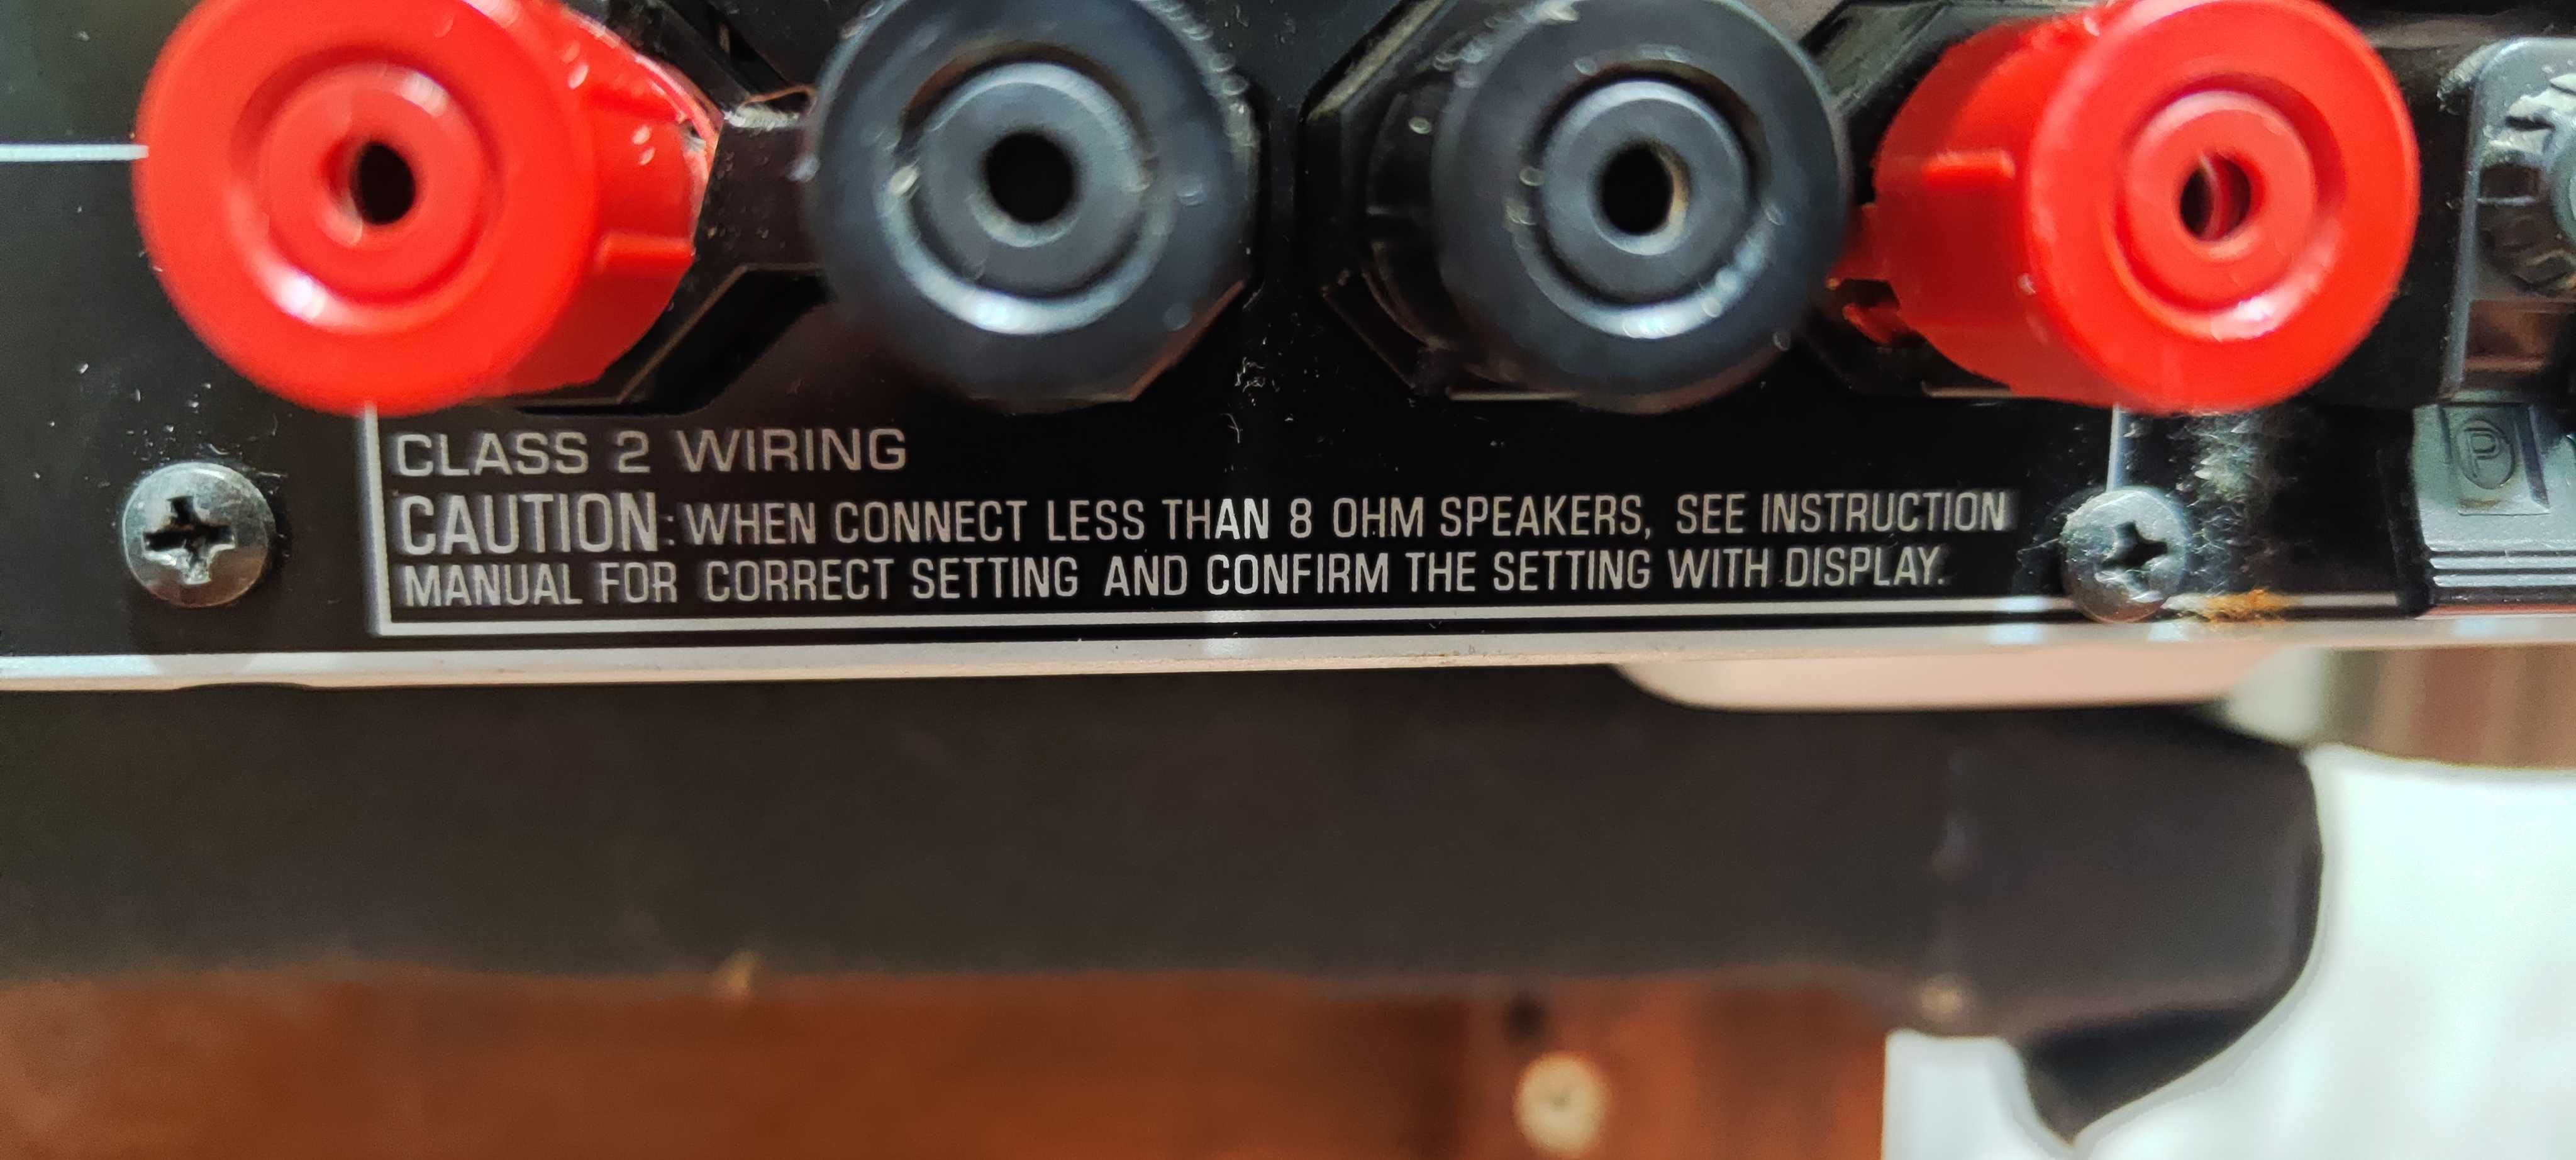 CLASS 2 WIRING
CAUTION: WHEN CONNECT LESS THAN 8 OHM SPEAKERS, SEE INSTRUCTION
MANUAL FOR CORRECT SETTING AND CONFIRM THE SETTING WITH DISPLAY.
P